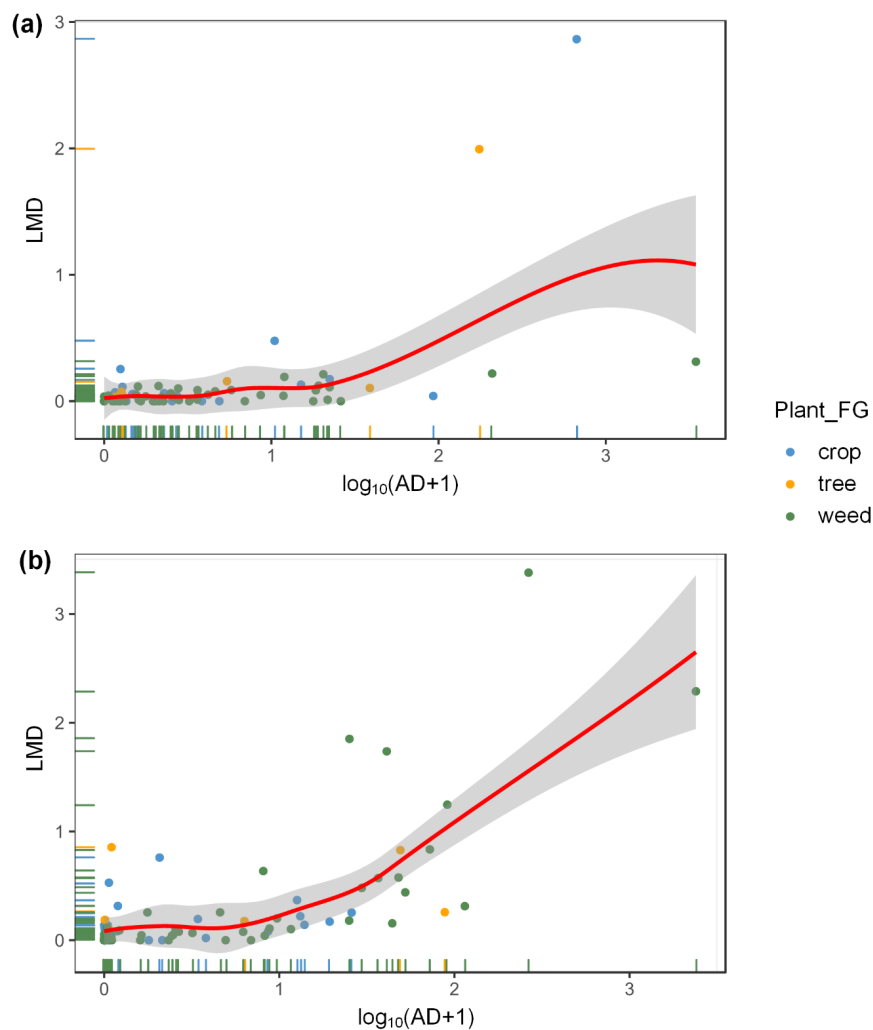 (a)
3
2
1
0
LMD
0
1
2
3
log₁₀(AD+1)
Plant_FG
crop
tree
weed
(b)
3
2
1
0
LMD
0
1
2
3
log₁₀(AD+1)